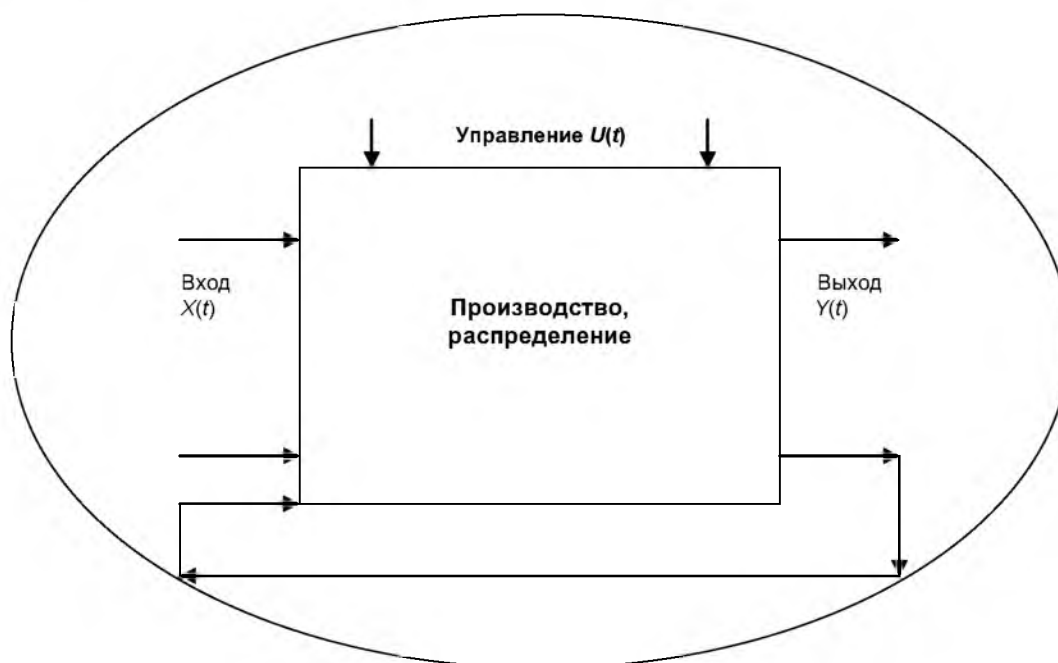 Управление U(t)
Вход
X(t)
Производство,
распределение
Выход
Y(t)